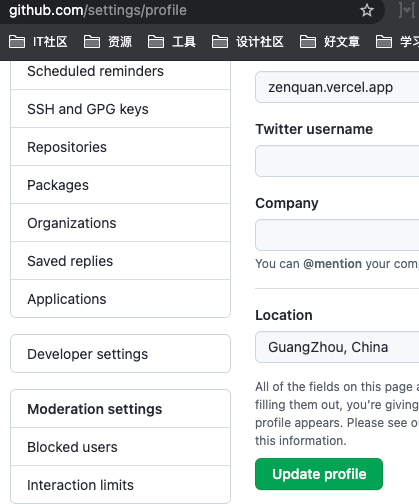 github.com/settings/profile
IT社区 资源 工具 设计社区 好文章 学习
Scheduled reminders
SSH and GPG keys
Repositories
Packages
Organizations
Saved replies
Applications
Developer settings
Moderation settings
Blocked users
Interaction limits
zenquan.vercel.app
Twitter username
Company
You can @mention your com
Location
GuangZhou, China
All of the fields on this page a
filling them out, you're giving
profile appears. Please see ou
this information.
Update profile